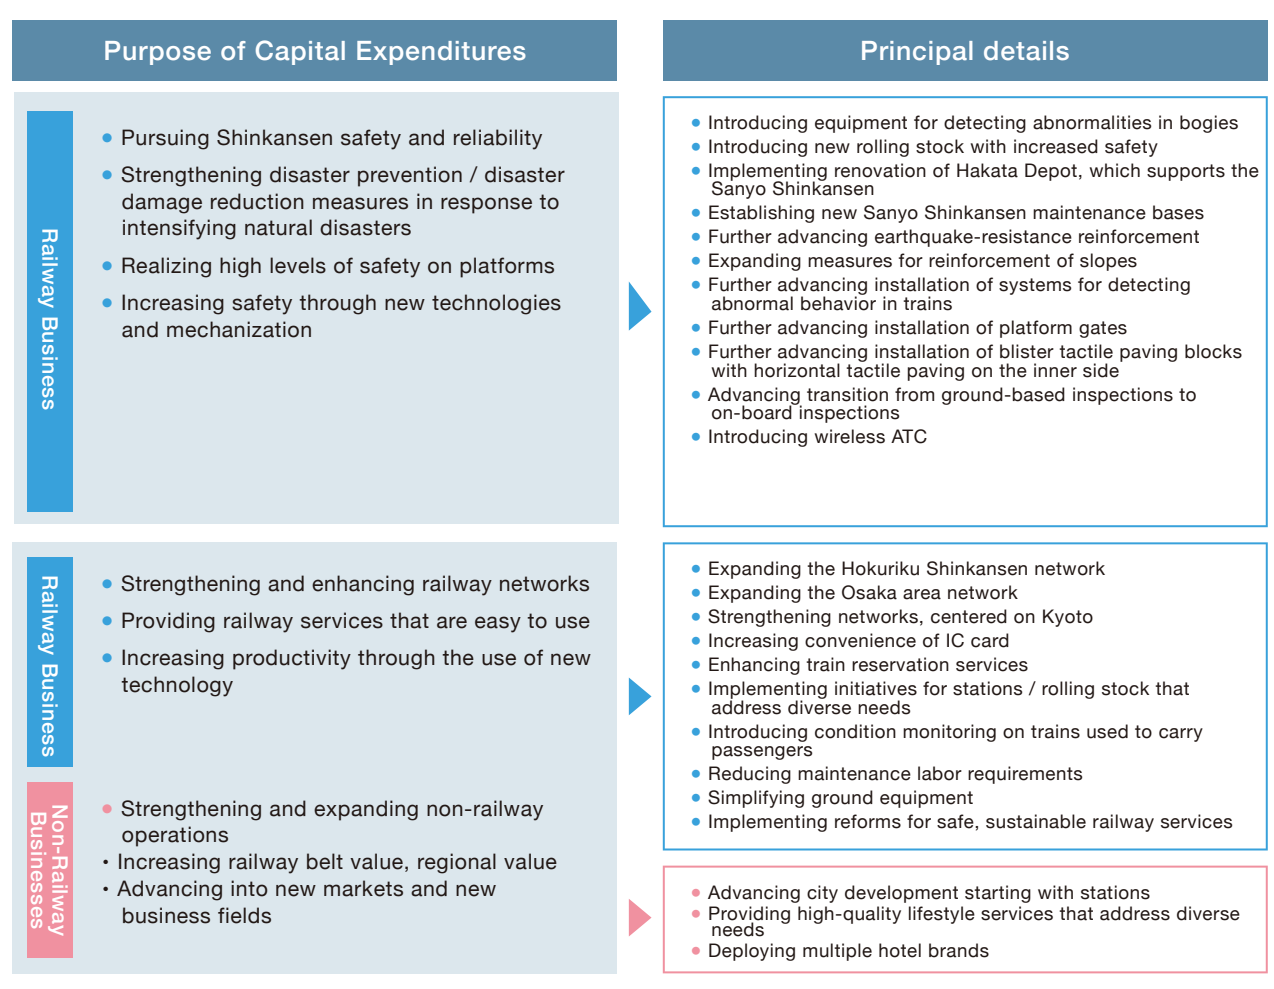 Purpose of Capital Expenditures
Principal details
Railway Business
• Pursuing Shinkansen safety and reliability
• Strengthening disaster prevention / disaster
damage reduction measures in response to
intensifying natural disasters
• Realizing high levels of safety on platforms
• Increasing safety through new technologies
and mechanization
• Introducing equipment for detecting abnormalities in bogies
• Introducing new rolling stock with increased safety
• Implementing renovation of Hakata Depot, which supports the
Sanyo Shinkansen
• Establishing new Sanyo Shinkansen maintenance bases
• Further advancing earthquake-resistance reinforcement
• Expanding measures for reinforcement of slopes
• Further advancing installation of systems for detecting
abnormal behavior in trains
• Further advancing installation of platform gates
• Further advancing installation of blister tactile paving blocks
with horizontal tactile paving on the inner side
• Advancing transition from ground-based inspections to
on-board inspections
• Introducing wireless ATC
Railway Business
• Strengthening and enhancing railway networks
• Providing railway services that are easy to use
• Increasing productivity through the use of new
technology
• Expanding the Hokuriku Shinkansen network
• Expanding the Osaka area network
• Strengthening networks, centered on Kyoto
• Increasing convenience of IC card
• Enhancing train reservation services
• Implementing initiatives for stations / rolling stock that
address diverse needs
• Introducing condition monitoring on trains used to carry
passengers
• Reducing maintenance labor requirements
• Simplifying ground equipment
• Implementing reforms for safe, sustainable railway services
Non-Railway
Businesses
• Strengthening and expanding non-railway
operations
• Increasing railway belt value, regional value
• Advancing into new markets and new
business fields
• Advancing city development starting with stations
• Providing high-quality lifestyle services that address diverse
needs
• Deploying multiple hotel brands